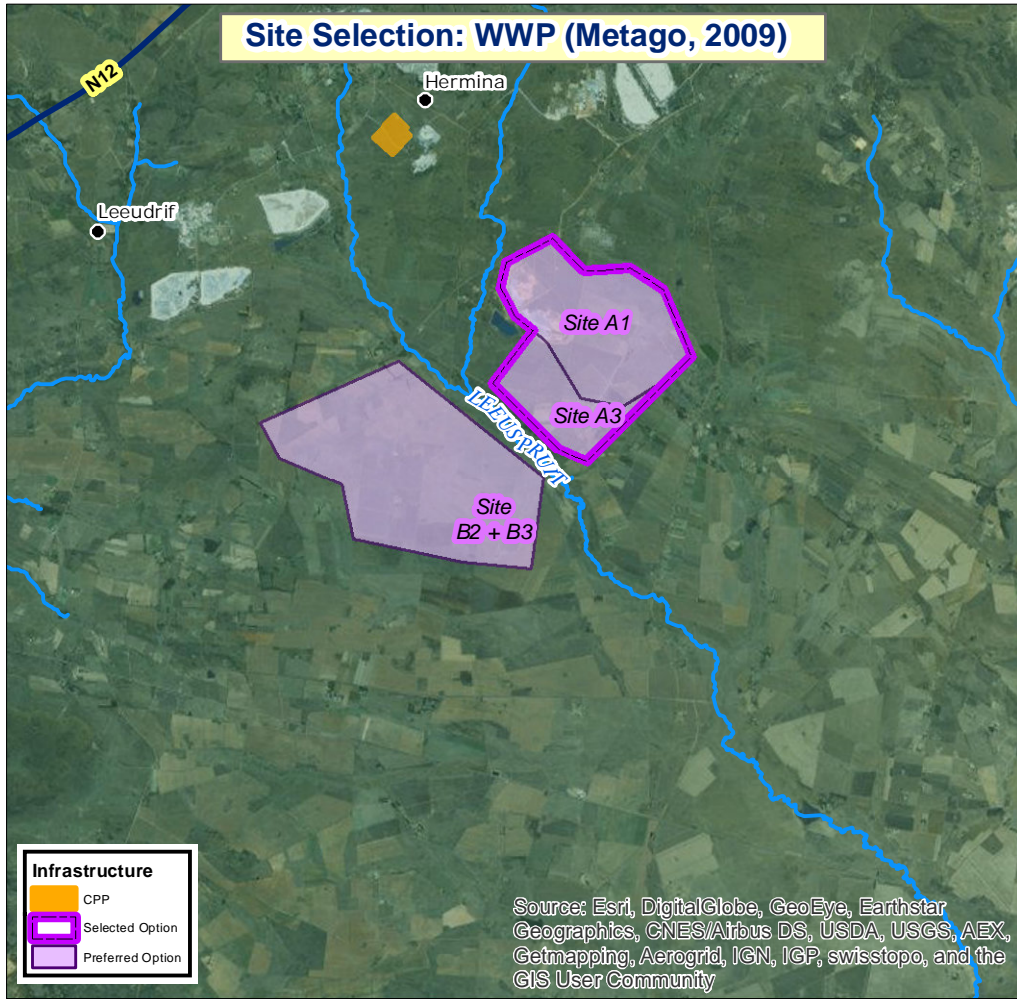 Site Selection: WWP (Metago, 2009)
N12
Hermina
Leeudrif
Site A1
Site A3
LEEUSPRUIT
Site
B2 + B3
Infrastructure
CPP
Selected Option
Preferred Option
Source: Esri, DigitalGlobe, GeoEye, Earthstar
Geographics, CNES/Airbus DS, USDA, USGS, AEX,
Getmapping, Aerogrid, IGN, IGP, swisstopo, and the
GIS User Community